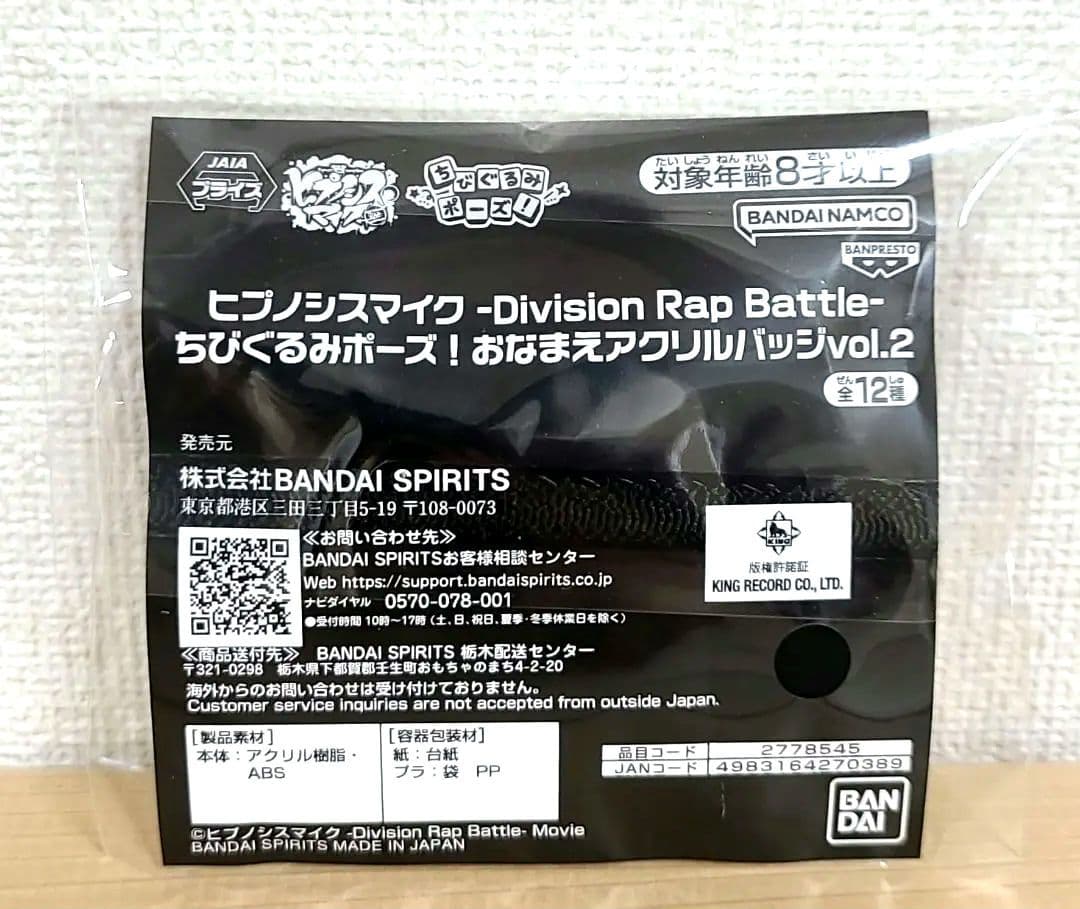 JAIA
プライズ
ヒプノシスマイク
ちびぐるみ
ポーズ!
たいしょうねんれい さい いじょう
対象年齢8才以上
BANDAI NAMCO
BANPRESTO
ヒプノシスマイク -Division Rap Battle-
ちびぐるみポーズ!おなまえアクリルバッジvol.2
ぜん しゅ
全12種
発売元
株式会社BANDAI SPIRITS
東京都港区三田三丁目5-19 〒108-0073
≪お問い合わせ先≫
BANDAI SPIRITSお客様相談センター
Web https://support.bandaispirits.co.jp
ナビダイヤル 0570-078-001
●受付時間 10時~17時(土、日、祝日、夏季・冬季休業日を除く)
KING
版権許諾証
KING RECORD CO., LTD.
≪商品送付先≫ BANDAI SPIRITS 栃木配送センター
〒321-0298 栃木県下都賀郡壬生町おもちゃのまち4-2-20
海外からのお問い合わせは受け付けておりません。
Customer service inquiries are not accepted from outside Japan.
[製品素材]
本体:アクリル樹脂・
ABS
[容器包装材]
紙:台紙
プラ:袋 PP
品目コード 2778545
JANコード 4983164270389
BAN
DAI
©ヒプノシスマイク -Division Rap Battle- Movie
BANDAI SPIRITS MADE IN JAPAN